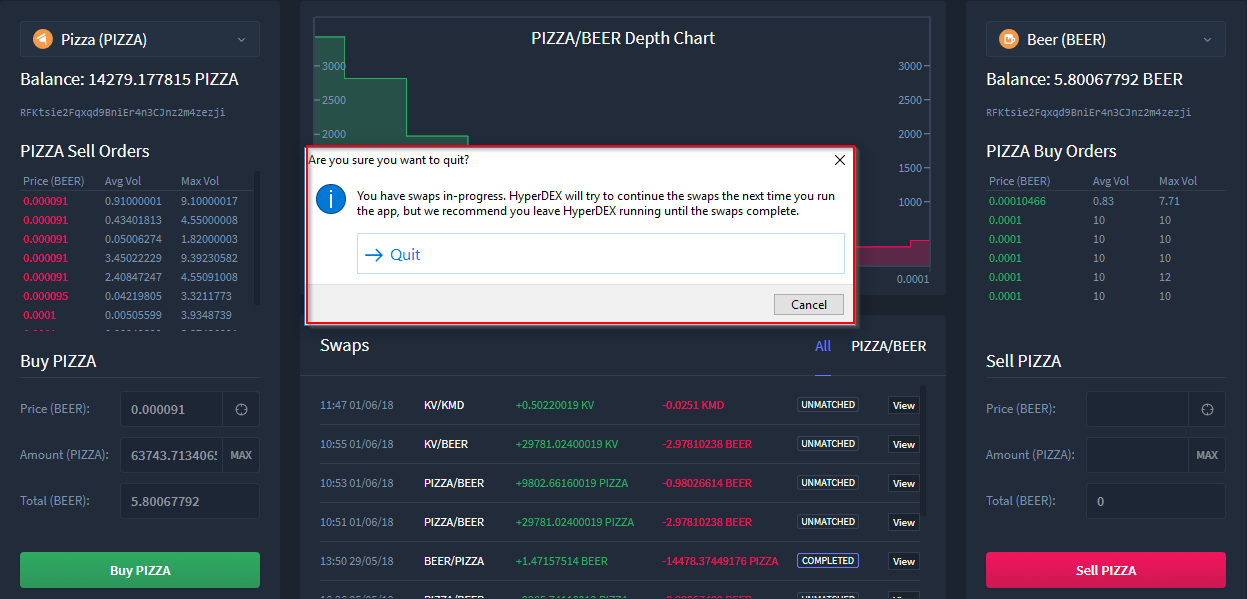 Pizza (PIZZA)
Balance: 14279.177815 PIZZA
RFKtsie2Fqxqd9BniEr4n3CJnz2m4zezji
PIZZA Sell Orders
Price (BEER) Avg Vol Max Vol
0.000091 0.91000001 9.10000017
0.000091 0.43401813 4.55000008
0.000091 0.05006274 1.82000003
0.000091 3.45022229 9.39230582
0.000091 2.40847247 4.55091008
0.000095 0.04219805 3.3211773
0.0001 0.00505599 3.9348739
Buy PIZZA
Price (BEER): 0.000091
Amount (PIZZA): 63743.7134065 MAX
Total (BEER): 5.80067792
Buy PIZZA
PIZZA/BEER Depth Chart
3000 3000
2500 2500
2000 2000
1500
1000
0.0001
Are you sure you want to quit?
You have swaps in-progress. HyperDEX will try to continue the swaps the next time you run
the app, but we recommend you leave HyperDEX running until the swaps complete.
Quit
Cancel
Swaps All PIZZA/BEER
11:47 01/06/18 KV/KMD +0.50220019 KV -0.0251 KMD UNMATCHED View
10:55 01/06/18 KV/BEER +29781.02400019 KV -2.97810238 BEER UNMATCHED View
10:53 01/06/18 PIZZA/BEER +9802.66160019 PIZZA -0.98026614 BEER UNMATCHED View
10:51 01/06/18 PIZZA/BEER +29781.02400019 PIZZA -2.97810238 BEER UNMATCHED View
13:50 29/05/18 BEER/PIZZA +1.47157514 BEER -14478.37449176 PIZZA COMPLETED View
Beer (BEER)
Balance: 5.80067792 BEER
RFKtsie2Fqxqd9BniEr4n3CJnz2m4zezji
PIZZA Buy Orders
Price (BEER) Avg Vol Max Vol
0.00010466 0.83 7.71
0.0001 10 10
0.0001 10 10
0.0001 10 10
0.0001 10 12
0.0001 10 10
Sell PIZZA
Price (BEER):
Amount (PIZZA): MAX
Total (BEER): 0
Sell PIZZA